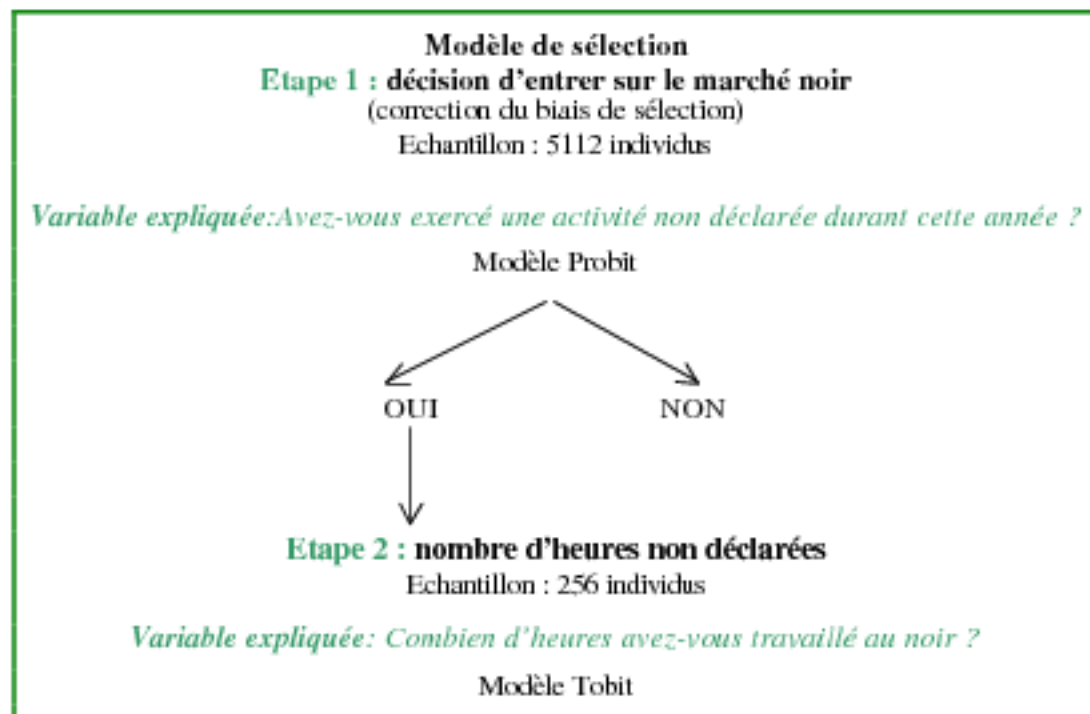 Modèle de sélection
Etape 1 : décision d'entrer sur le marché noir
(correction du biais de sélection)
Echantillon : 5112 individus
Variable expliquée:Avez-vous exercé une activité non déclarée durant cette année ?
Modèle Probit
OUI
NON
Etape 2 : nombre d'heures non déclarées
Echantillon : 256 individus
Variable expliquée: Combien d'heures avez-vous travaillé au noir ?
Modèle Tobit